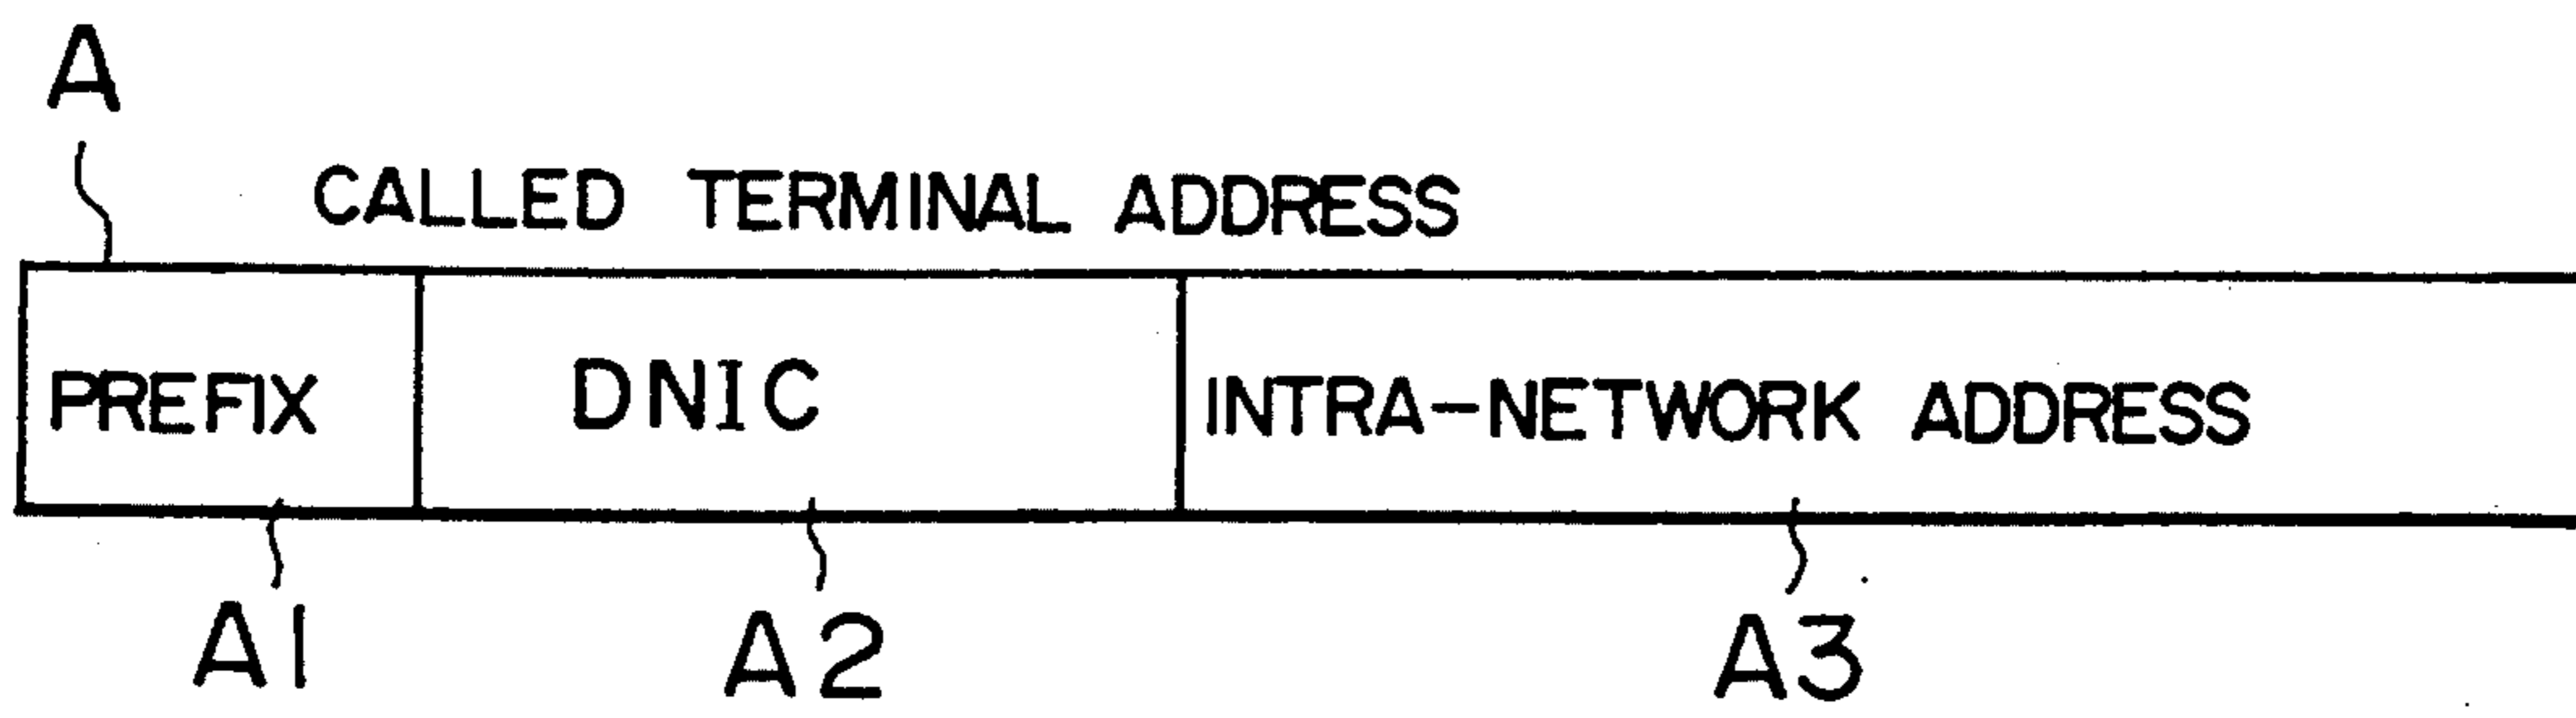 A
CALLED TERMINAL ADDRESS
PREFIX DNIC INTRA-NETWORK ADDRESS
A1 A2 A3